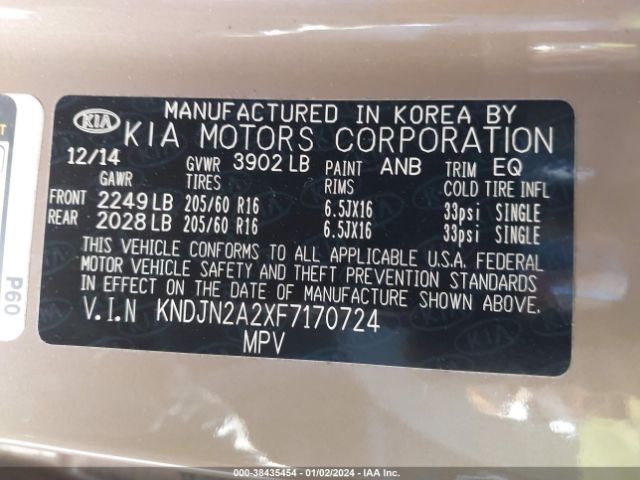 MANUFACTURED IN KOREA BY
KIA KIA MOTORS CORPORATION
12/14 GVWR 3902 LB PAINT ANB TRIM EQ
GAWR TIRES RIMS COLD TIRE INFL
FRONT 2249 LB 205/60 R16 6.5JX16 33psi SINGLE
REAR 2028 LB 205/60 R16 6.5JX16 33psi SINGLE
THIS VEHICLE CONFORMS TO ALL APPLICABLE U.S.A. FEDERAL
MOTOR VEHICLE SAFETY AND THEFT PREVENTION STANDARDS
IN EFFECT ON THE DATE OF MANUFACTURE SHOWN ABOVE.
V.I.N KNDJN2A2XF7170724
MPV
P60
000-38435454 - 01/02/2024 - IAA Inc.